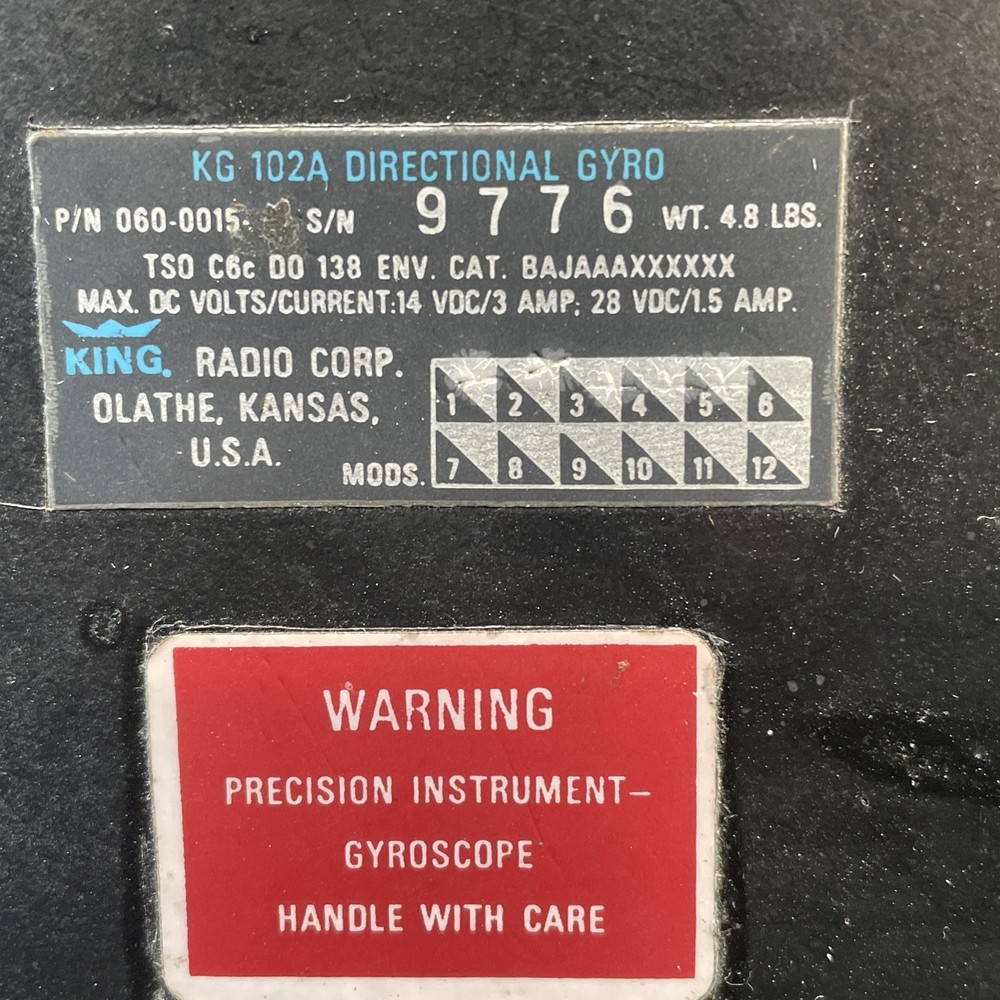 KG 102A DIRECTIONAL GYRO
P/N 060-0015- S/N 9776 WT. 4.8 LBS.
TSO C6c DO 138 ENV. CAT. BAJAAAXXXXXX
MAX. DC VOLTS/CURRENT:14 VDC/3 AMP; 28 VDC/1.5 AMP.
KING. RADIO CORP.
OLATHE, KANSAS,
U.S.A.
MODS.
1 2 3 4 5 6
7 8 9 10 11 12
WARNING
PRECISION INSTRUMENT–
GYROSCOPE
HANDLE WITH CARE